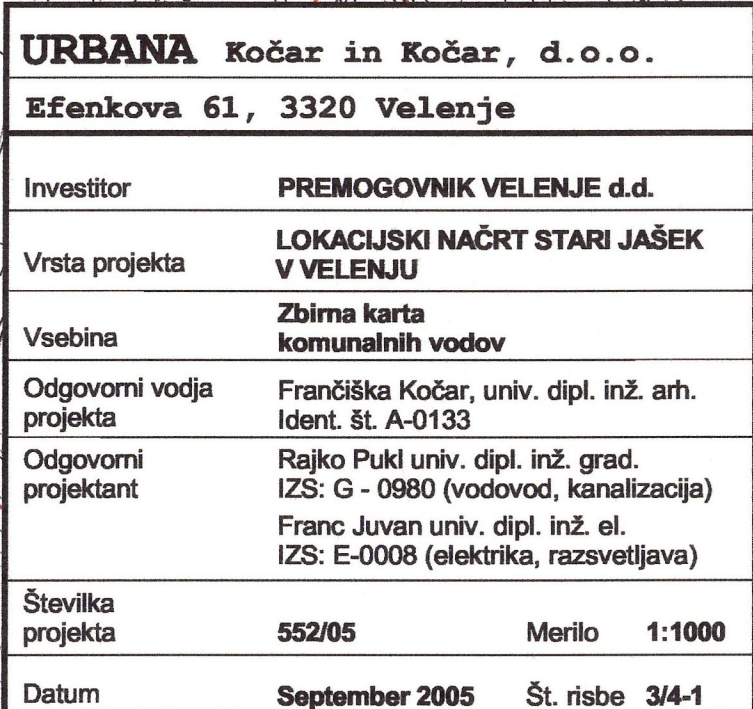 URBANA Kočar in Kočar, d.o.o.
Efenkova 61, 3320 Velenje
Investitor PREMOGOVNIK VELENJE d.d.
Vrsta projekta LOKACIJSKI NAČRT STARI JAŠEK
V VELENJU
Vsebina Zbirna karta
komunalnih vodov
Odgovorni vodja Frančiška Kočar, univ. dipl. inž. arh.
projekta Ident. št. A-0133
Odgovorni Rajko Pukl univ. dipl. inž. grad.
projektant IZS: G - 0980 (vodovod, kanalizacija)
Franc Juvan univ. dipl. inž. el.
IZS: E-0008 (elektrika, razsvetljava)
Številka
projekta 552/05 Merilo 1:1000
Datum September 2005 Št. risbe 3/4-1